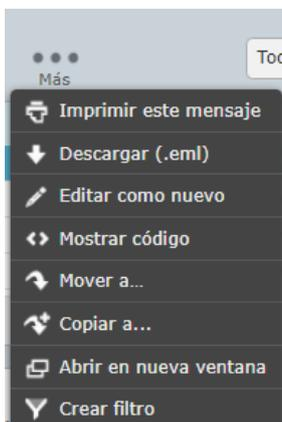 Toc
Más
Imprimir este mensaje
Descargar (.eml)
Editar como nuevo
Mostrar código
Mover a...
Copiar a...
Abrir en nueva ventana
Crear filtro